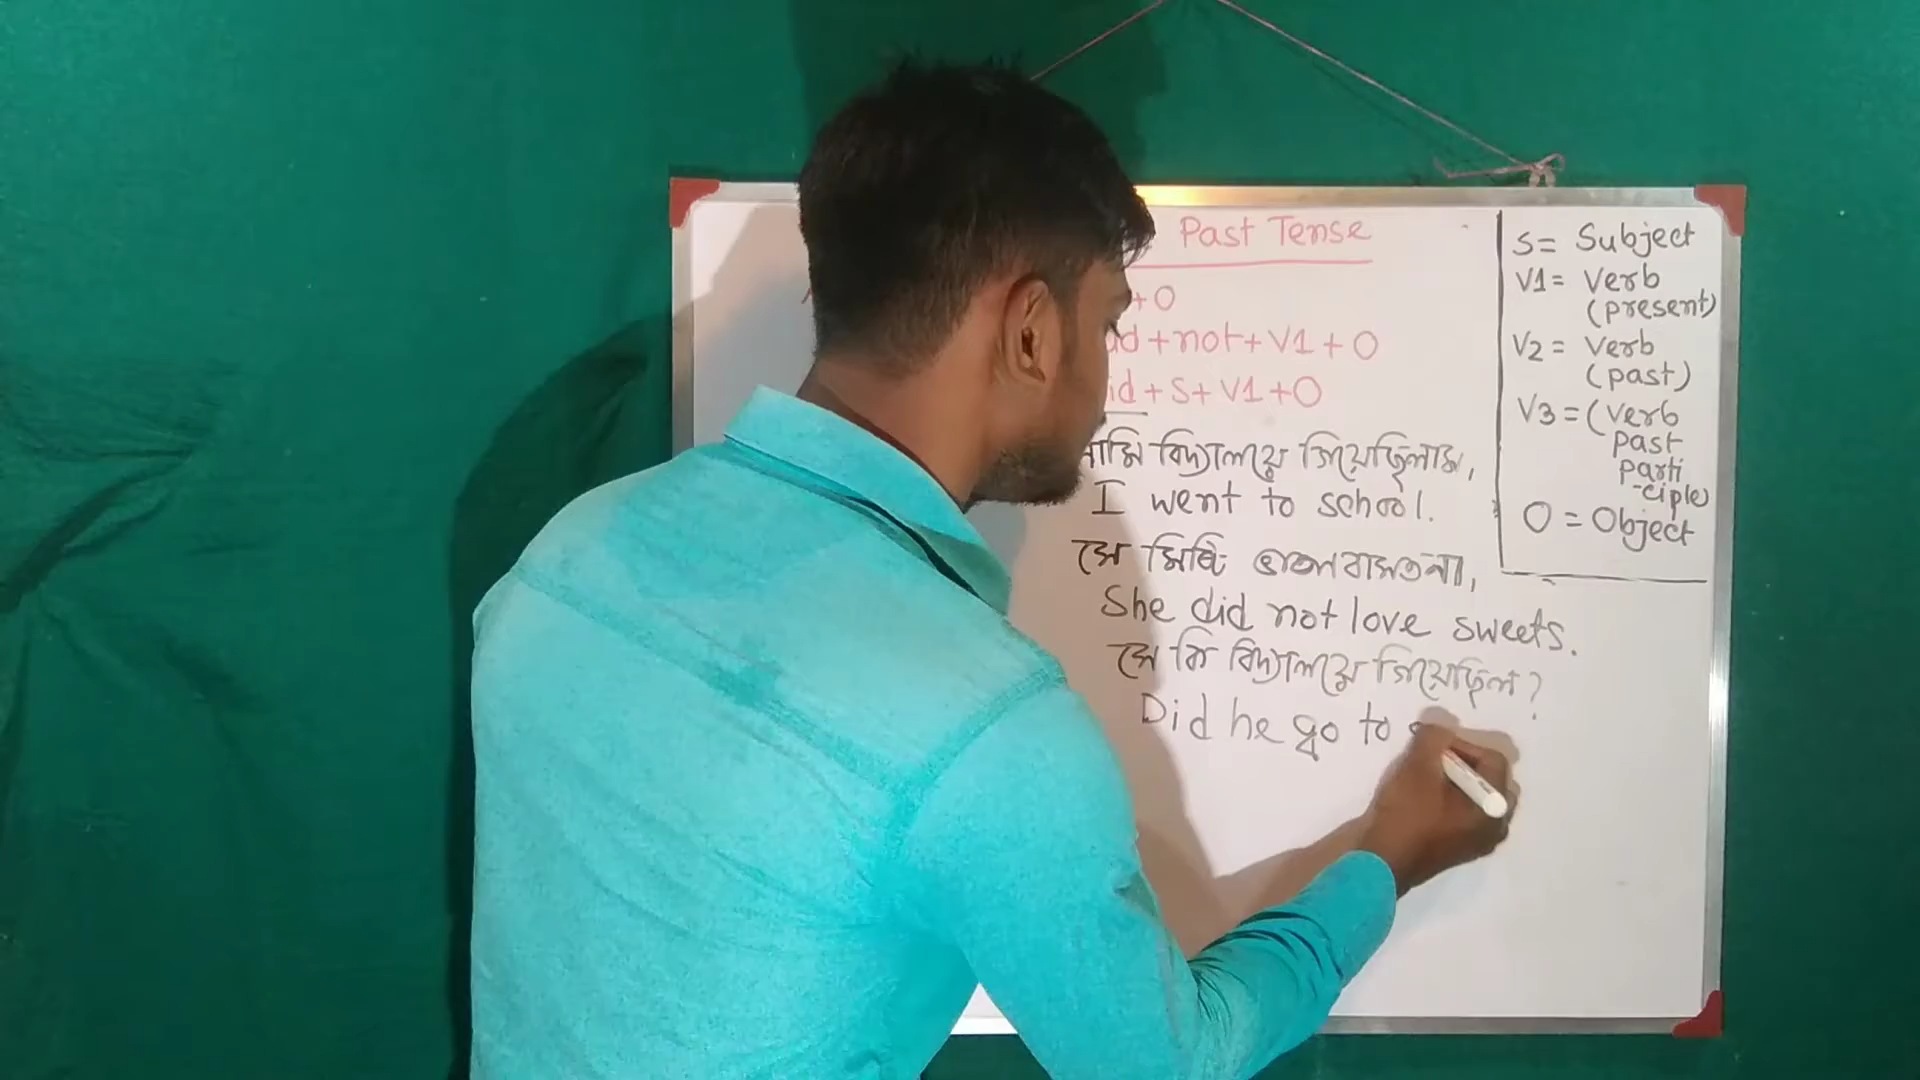 Past Tense
+ O
+ not + V1 + O
id + S + V1 + O
বিদ্যালয়ে গিয়েছিলাম,
I went to school.
সে মিষ্টি ভালবাসতনা,
She did not love sweets.
সে কি বিদ্যালয়ে গিয়েছিল?
Did he go to
S = Subject
V1 = Verb
(present)
V2 = Verb
(past)
V3 = (Verb
past
parti
-ciple)
O = Object